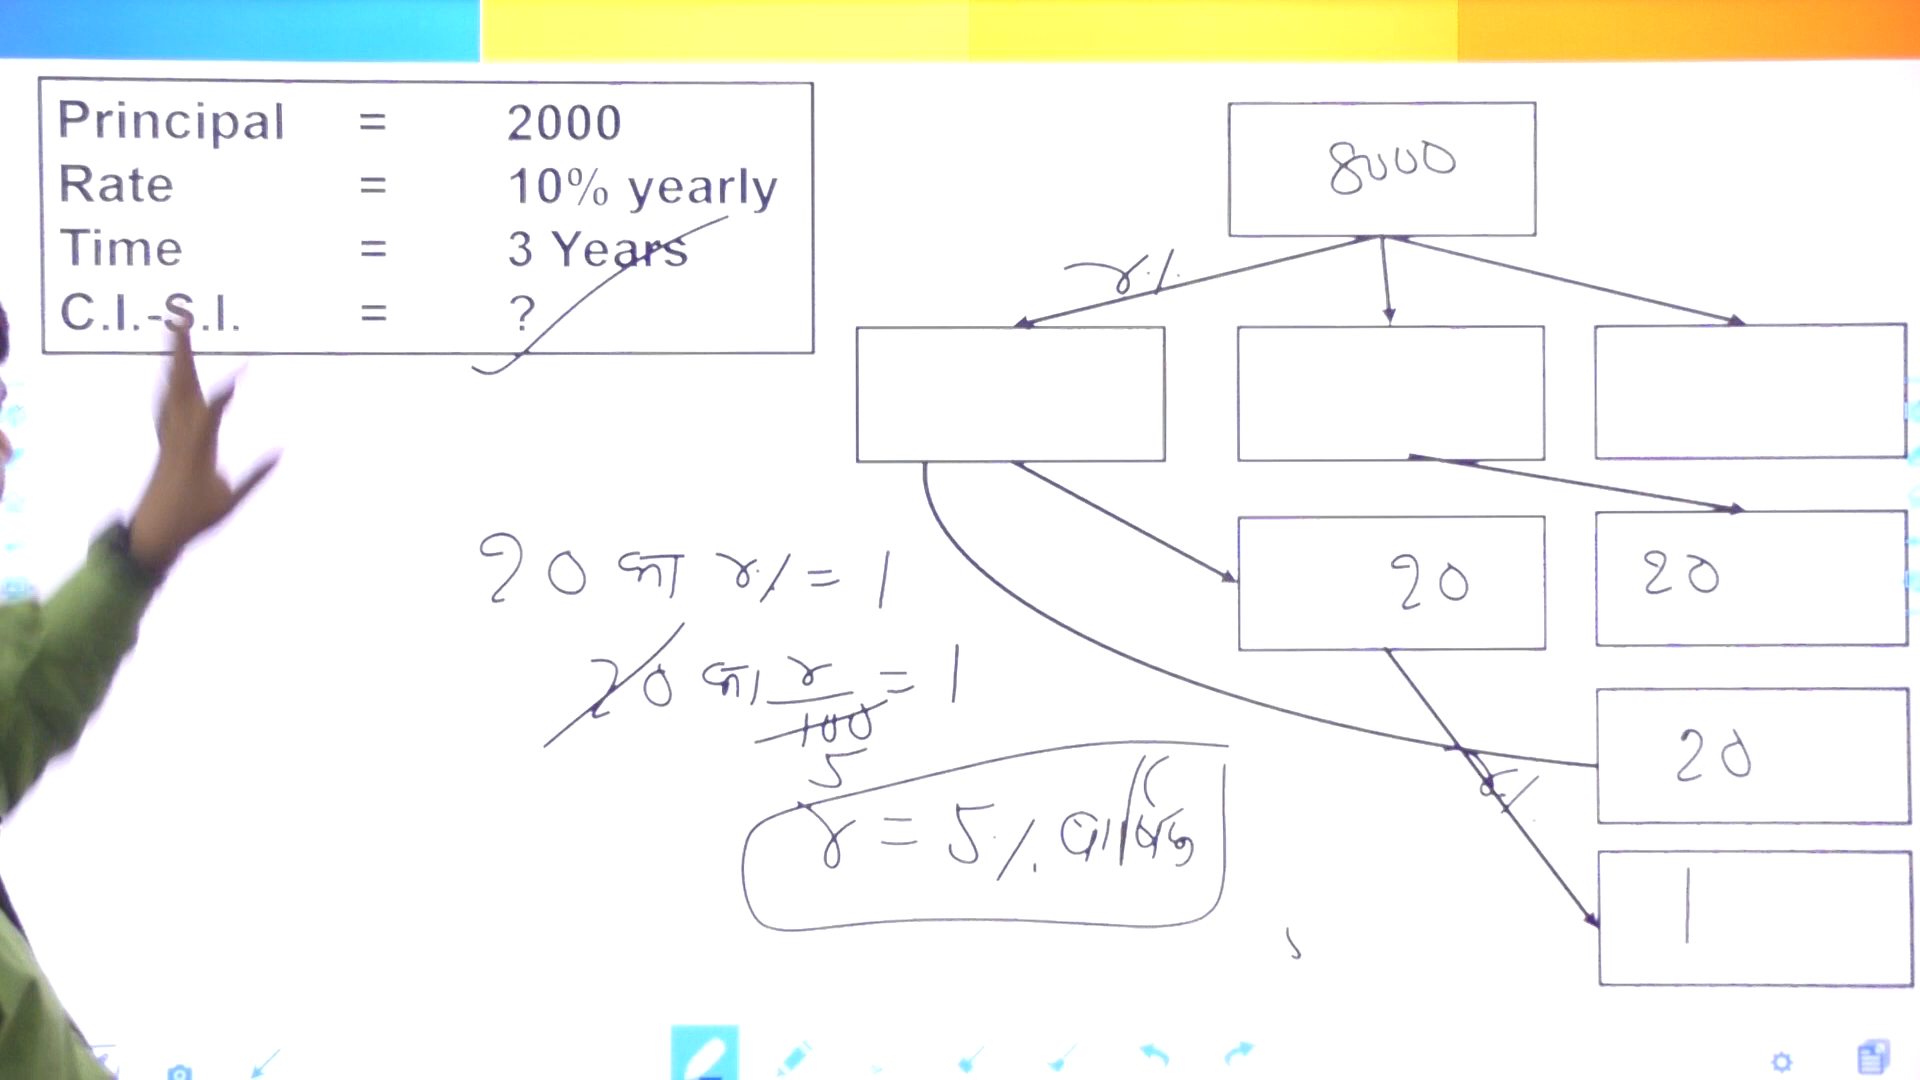 Principal = 2000
Rate = 10% yearly
Time = 3 Years
C.I.-S.I. = ?
8000
r%
20
20
20
1
20 का r% = 1
20 का r/100 = 1
5
r = 5%